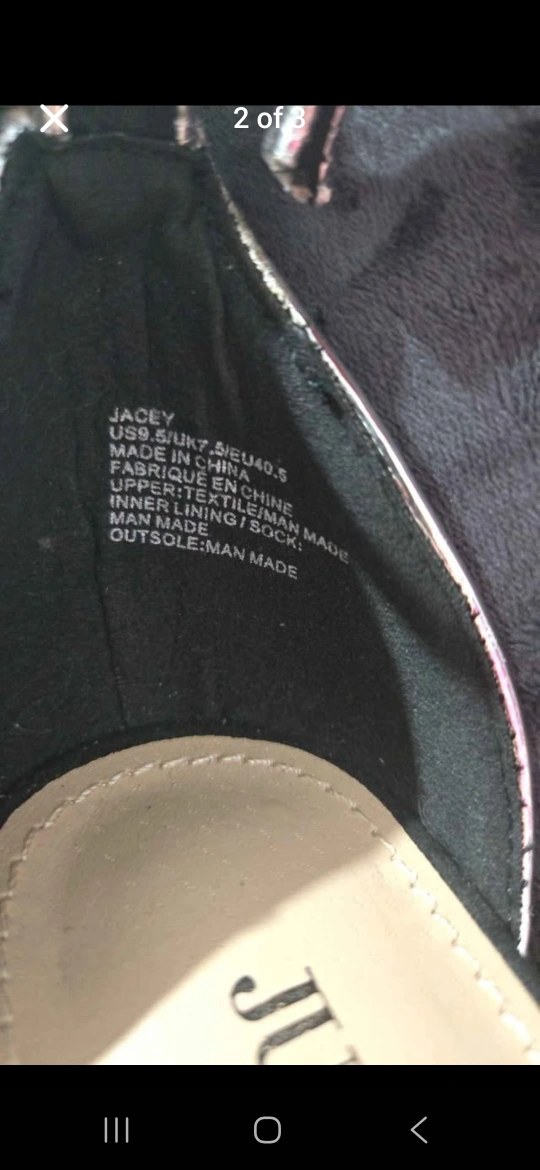 2 of 3
JACEY
US9.5/UK7.5/EU40.5
MADE IN CHINA
FABRIQUE EN CHINE
UPPER:TEXTILE/MAN MADE
INNER LINING / SOCK:
MAN MADE
OUTSOLE:MAN MADE
JU